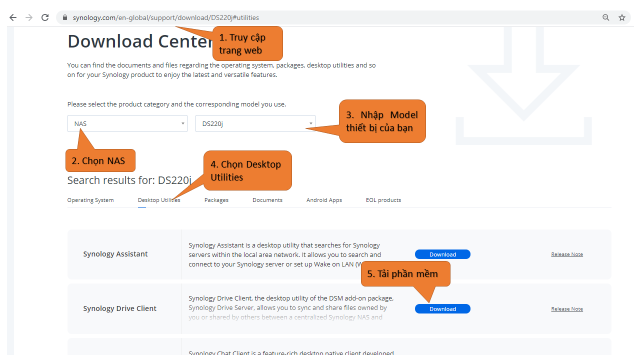 synology.com/en-global/support/download/DS220j#utilities
Download Center
1. Truy cập
trang web
You can find the documents and files regarding the operating system, packages, desktop utilities and so
on for your Synology product to enjoy the latest and versatile features.
Please select the product category and the corresponding model you use.
NAS
DS220j
3. Nhập Model
thiết bị của bạn
2. Chọn NAS
4. Chọn Desktop
Utilities
Search results for: DS220j
Operating System
Desktop Utilities
Packages
Documents
Android Apps
EOL products
Synology Assistant
Synology Assistant is a desktop utility that searches for Synology
servers within the local area network. It allows you to search and
connect to your Synology server or set up Wake on LAN
Download
Release Note
5. Tải phần mềm
Synology Drive Client
Synology Drive Client, the desktop utility of the DSM add-on package,
Synology Drive Server, allows you to sync and share files owned by
you or shared by others between a centralized Synology NAS and
Download
Release Note
Synology Chat Client is a feature-rich desktop native client developed